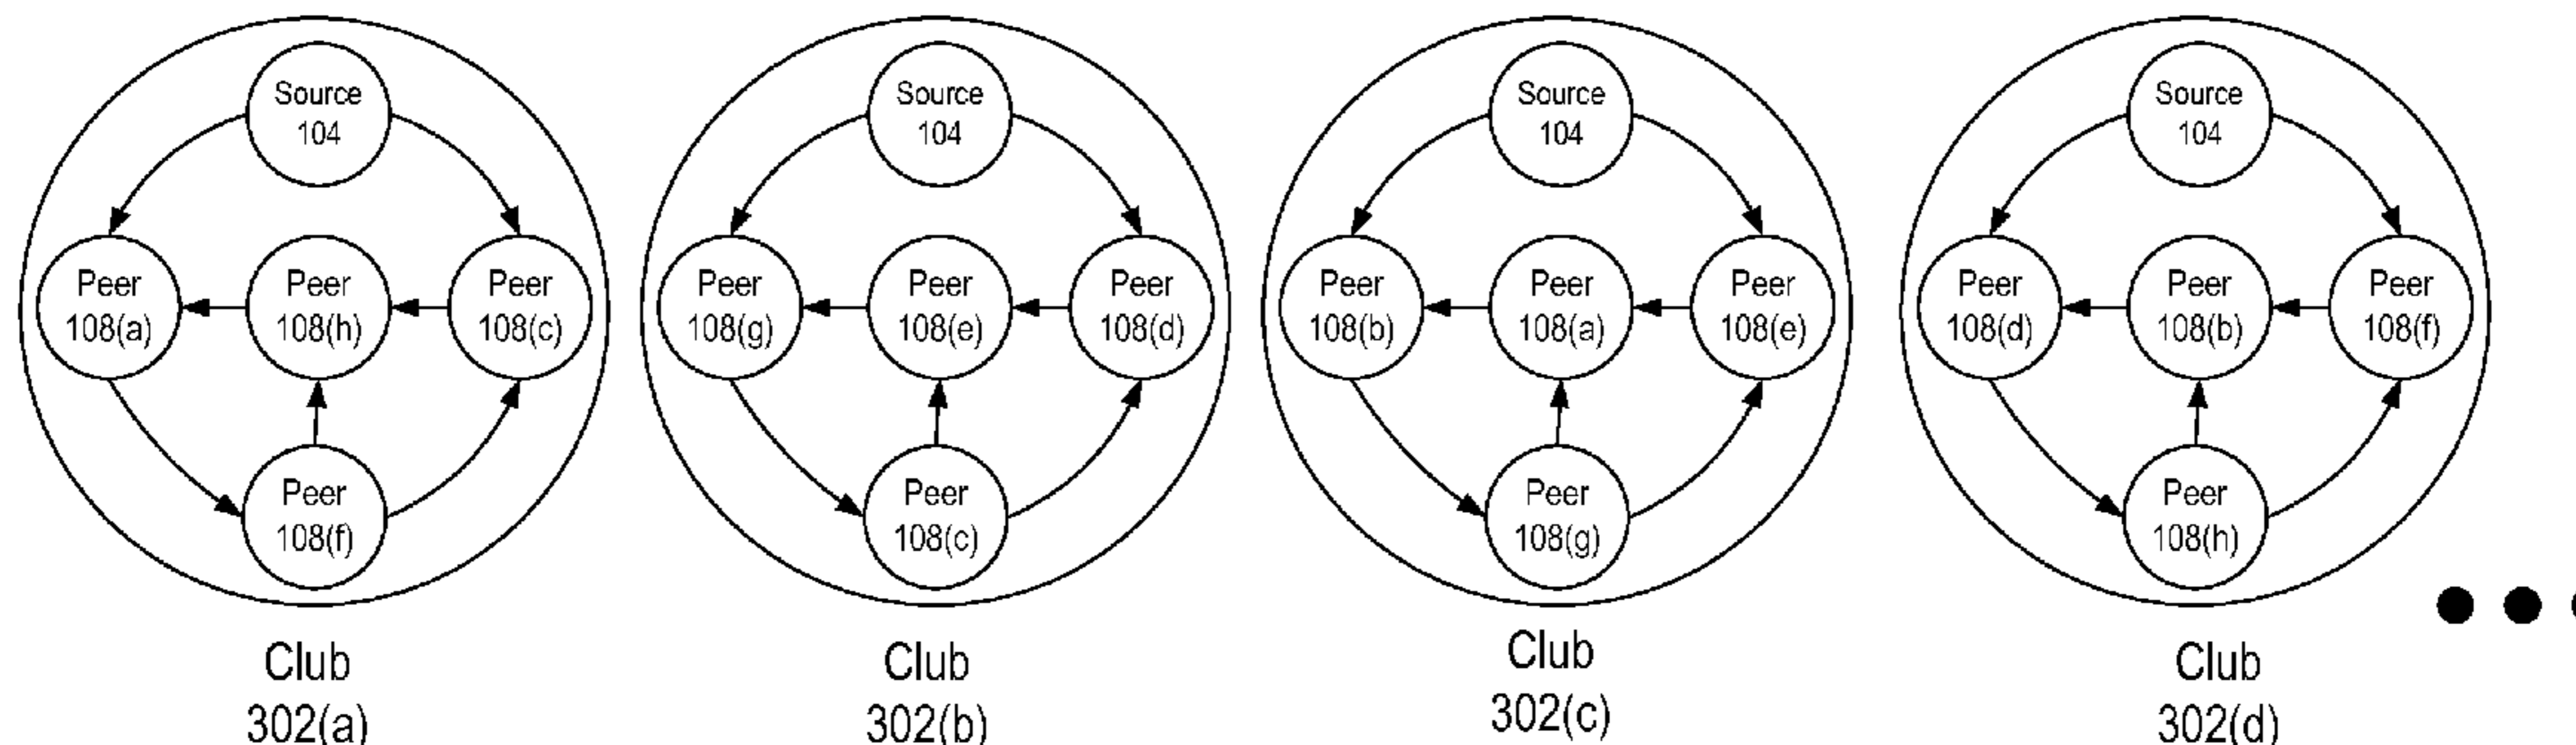 Source
104
Peer
108(a)
Peer
108(h)
Peer
108(c)
Peer
108(f)
Club
302(a)
Source
104
Peer
108(g)
Peer
108(e)
Peer
108(d)
Peer
108(c)
Club
302(b)
Source
104
Peer
108(b)
Peer
108(a)
Peer
108(e)
Peer
108(g)
Club
302(c)
Source
104
Peer
108(d)
Peer
108(b)
Peer
108(f)
Peer
108(h)
Club
302(d)